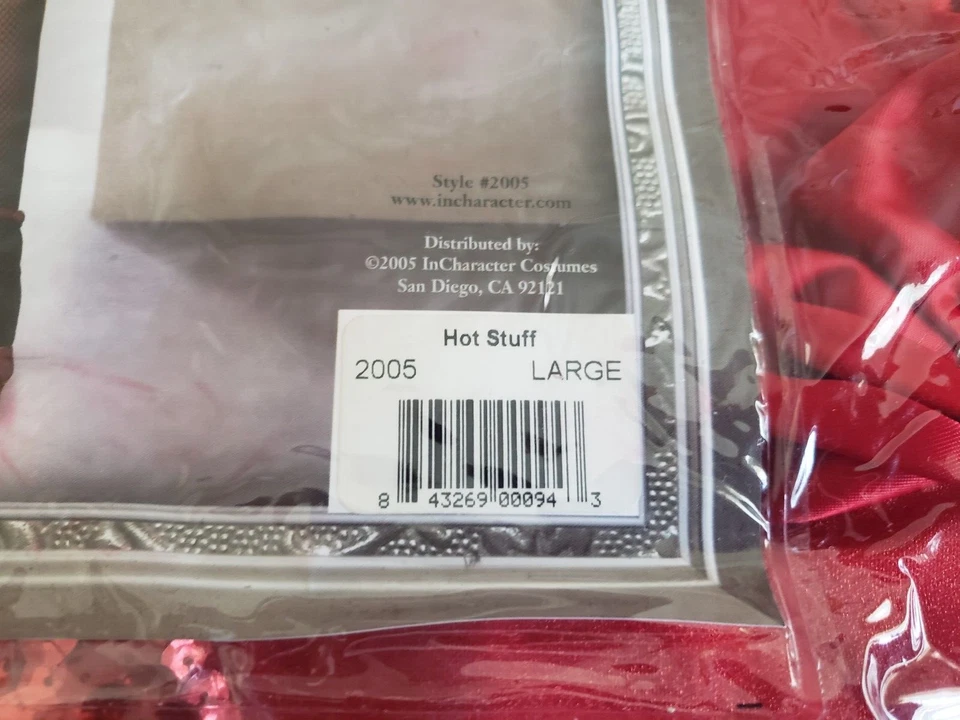 Style #2005
www.incharacter.com
Distributed by:
©2005 InCharacter Costumes
San Diego, CA 92121
Hot Stuff
2005 LARGE
8 43269 00094 3